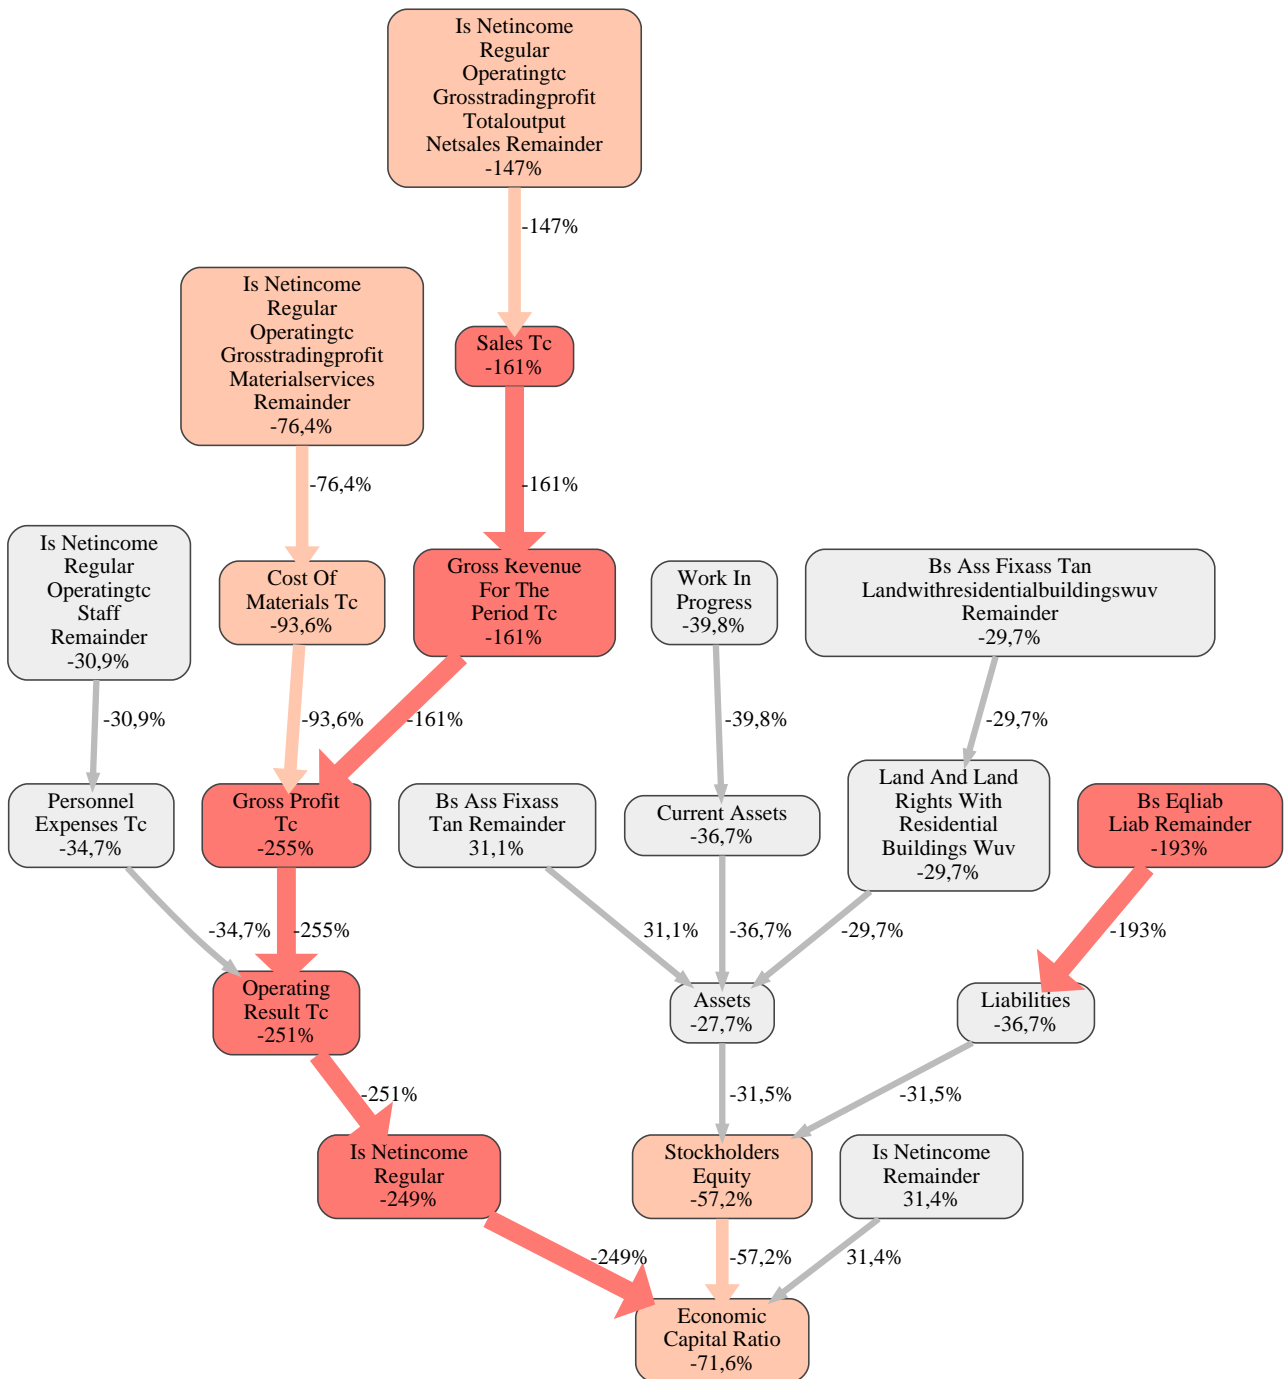 Is Netincome
Regular
Operatingtc
Grosstradingprofit
Totaloutput
Netsales Remainder
-147%
-147%
Is Netincome
Regular
Operatingtc
Grosstradingprofit
Materialservices
Remainder
-76,4%
Sales Tc
-161%
-76,4%
-161%
Is Netincome
Regular
Operatingtc
Staff
Remainder
-30,9%
Cost Of
Materials Tc
-93,6%
Gross Revenue
For The
Period Tc
-161%
Work In
Progress
-39,8%
Bs Ass Fixass Tan
Landwithresidentialbuildingswuv
Remainder
-29,7%
-30,9%
-93,6%
-161%
-39,8%
-29,7%
Personnel
Expenses Tc
-34,7%
Gross Profit
Tc
-255%
Bs Ass Fixass
Tan Remainder
31,1%
Current Assets
-36,7%
Land And Land
Rights With
Residential
Buildings Wuv
-29,7%
Bs Eqliab
Liab Remainder
-193%
-34,7%
-255%
31,1%
-36,7%
-29,7%
-193%
Operating
Result Tc
-251%
Assets
-27,7%
Liabilities
-36,7%
-251%
-31,5%
-31,5%
Is Netincome
Regular
-249%
Stockholders
Equity
-57,2%
Is Netincome
Remainder
31,4%
-249%
-57,2%
31,4%
Economic
Capital Ratio
-71,6%